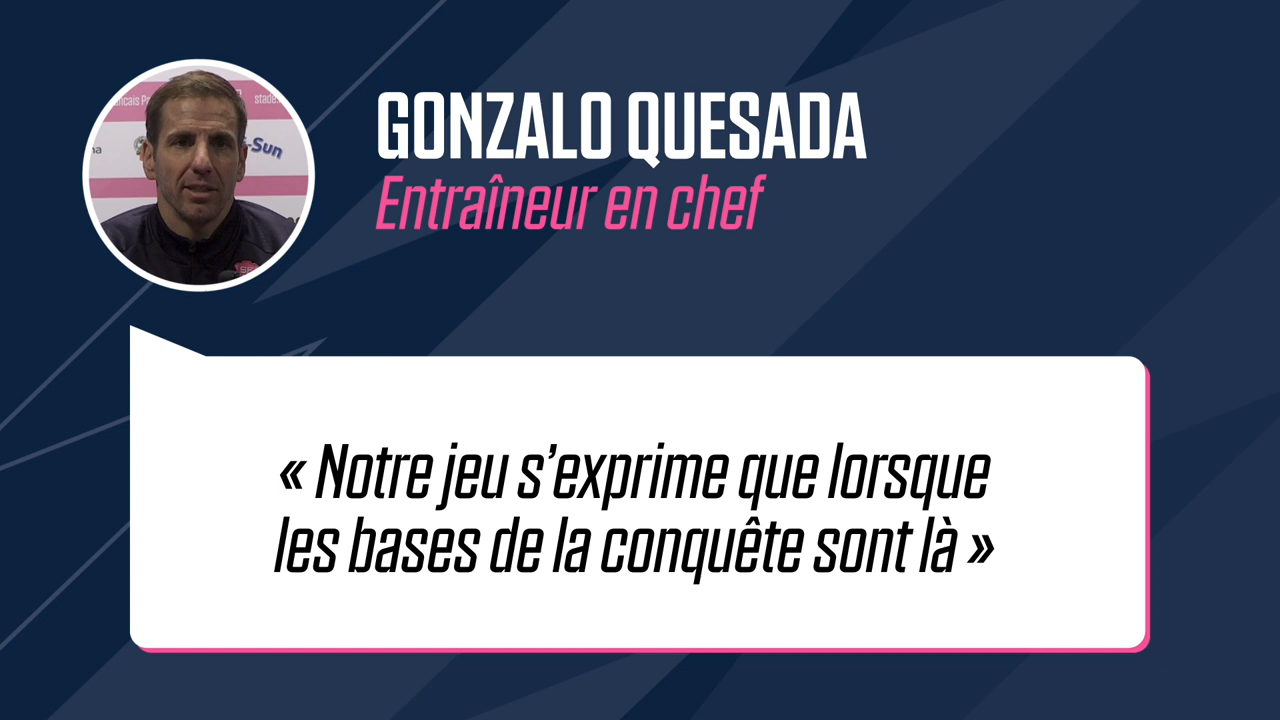 GONZALO QUESADA
Entraîneur en chef
« Notre jeu s’exprime que lorsque
les bases de la conquête sont là »